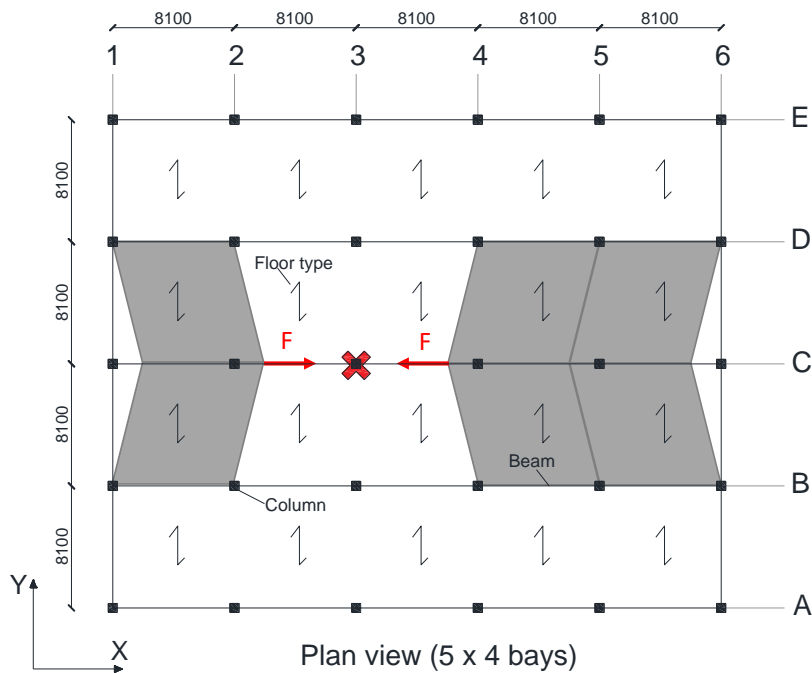 8100 8100 8100 8100 8100
1 2 3 4 5 6
E
8100
D
Floor type
8100
F F
C
8100
Beam
B
Column
8100
Y
A
X
Plan view (5 x 4 bays)